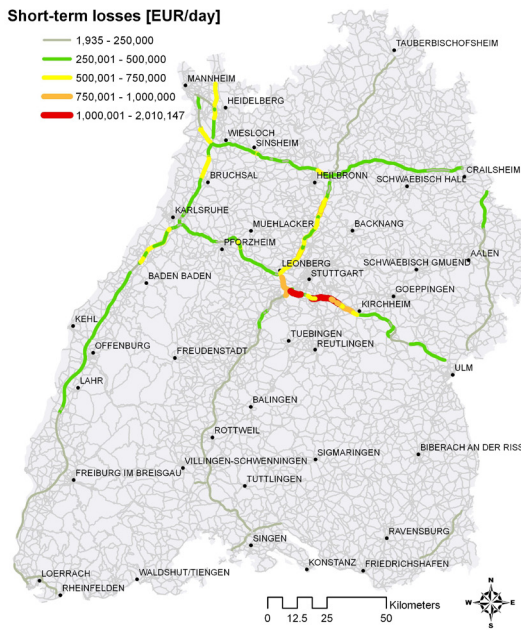 Short-term losses [EUR/day]
1,935 - 250,000
250,001 - 500,000
500,001 - 750,000
750,001 - 1,000,000
1,000,001 - 2,010,147
TAUBERBISCHOFSHEIM
MANNHEIM
HEIDELBERG
WIESLOCH
SINSHEIM
CRAILSHEIM
BRUCHSAL
HEILBRONN
SCHWAEBISCH HALL
KARLSRUHE
MUEHLACKER
BACKNANG
PFORZHEIM
AALEN
LEONBERG
SCHWAEBISCH GMUEND
STUTTGART
BADEN BADEN
GOEPPINGEN
KIRCHHEIM
KEHL
TUEBINGEN
REUTLINGEN
OFFENBURG
FREUDENSTADT
ULM
LAHR
BALINGEN
ROTTWEIL
BIBERACH AN DER RISS
SIGMARINGEN
VILLINGEN-SCHWENNINGEN
FREIBURG IM BREISGAU
TUTTLINGEN
RAVENSBURG
SINGEN
KONSTANZ
FRIEDRICHSHAFEN
LOERRACH
WALDSHUT/TIENGEN
RHEINFELDEN
N
W E
S
Kilometers
0 12.5 25 50